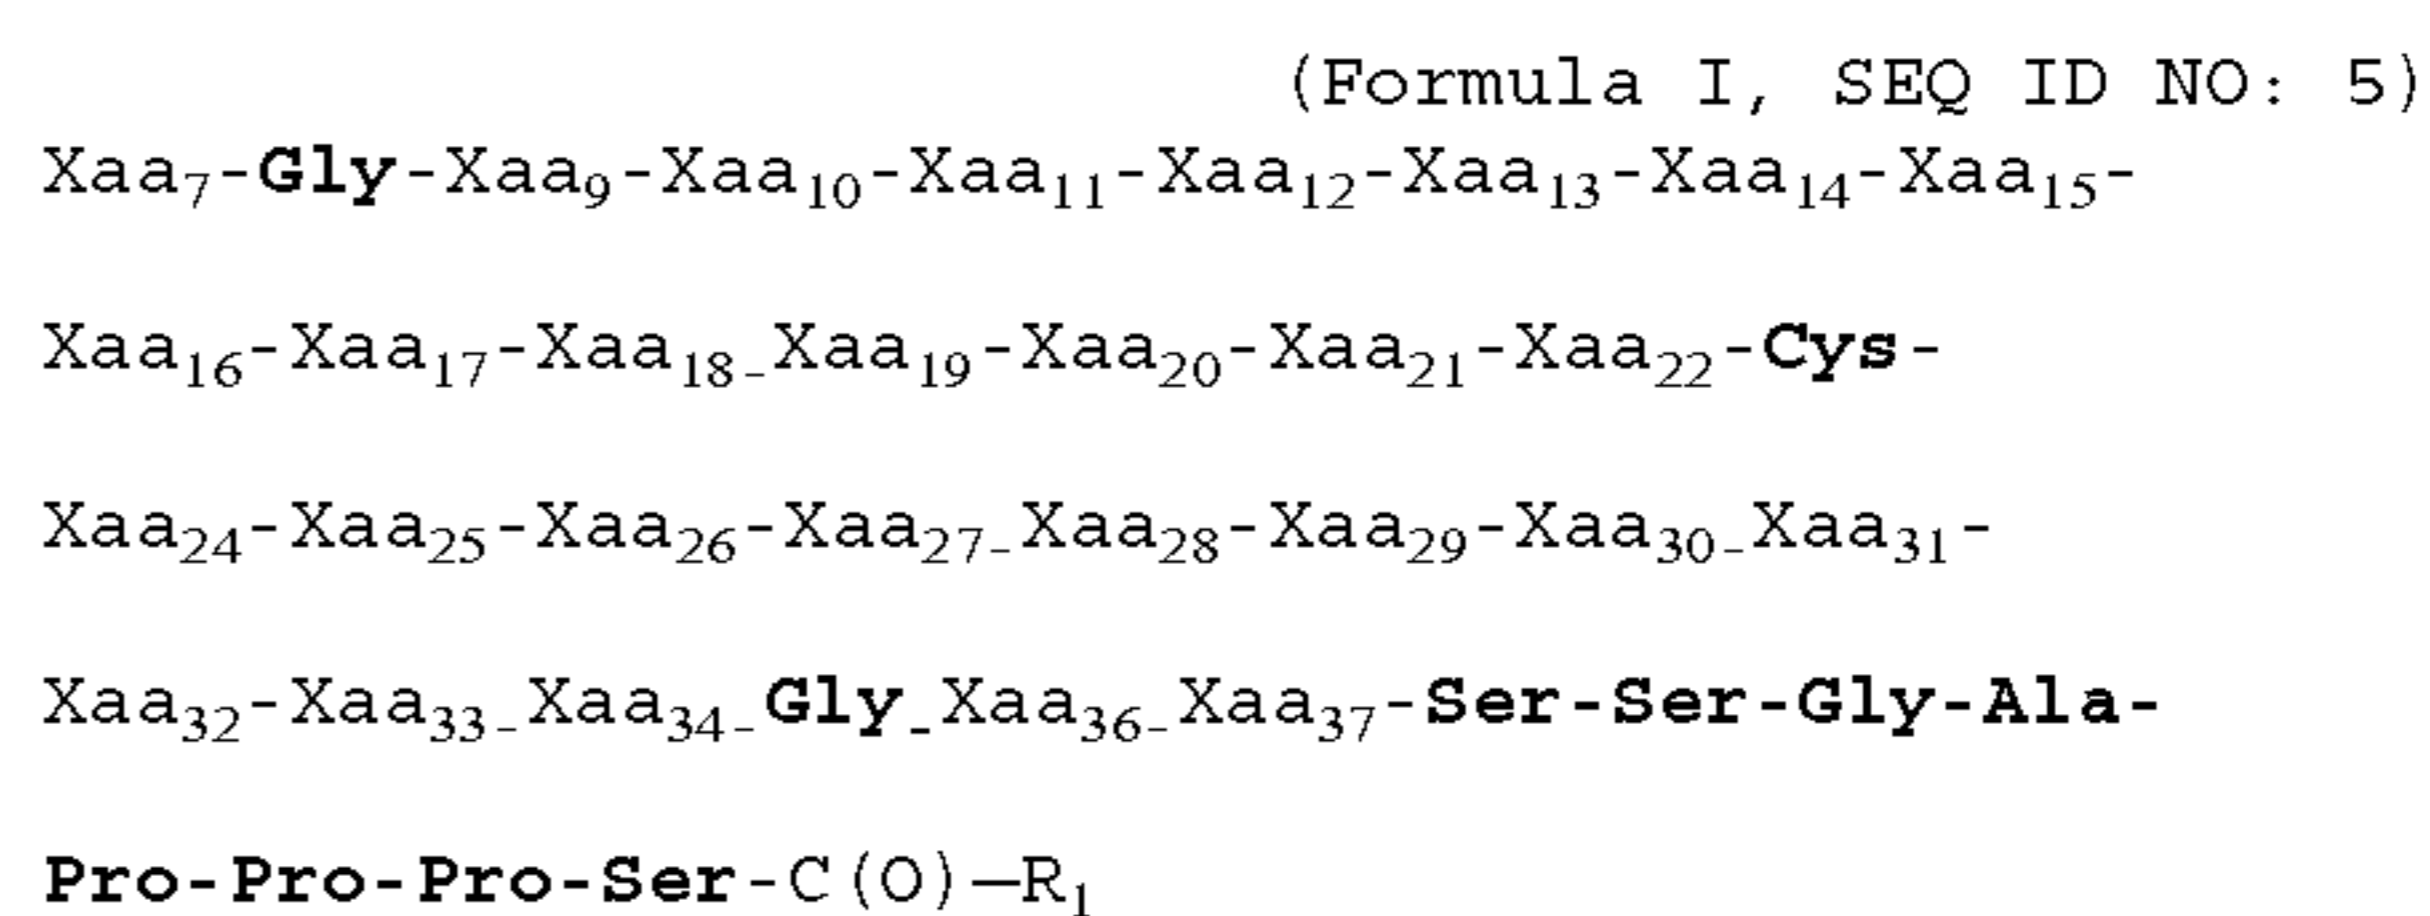 (Formula I, SEQ ID NO: 5)
Xaa₇-Gly-Xaa₉-Xaa₁₀-Xaa₁₁-Xaa₁₂-Xaa₁₃-Xaa₁₄-Xaa₁₅-
Xaa₁₆-Xaa₁₇-Xaa₁₈-Xaa₁₉-Xaa₂₀-Xaa₂₁-Xaa₂₂-Cys-
Xaa₂₄-Xaa₂₅-Xaa₂₆-Xaa₂₇-Xaa₂₈-Xaa₂₉-Xaa₃₀-Xaa₃₁-
Xaa₃₂-Xaa₃₃-Xaa₃₄-Gly-Xaa₃₆-Xaa₃₇-Ser-Ser-Gly-Ala-
Pro-Pro-Pro-Ser-C(O)—R₁